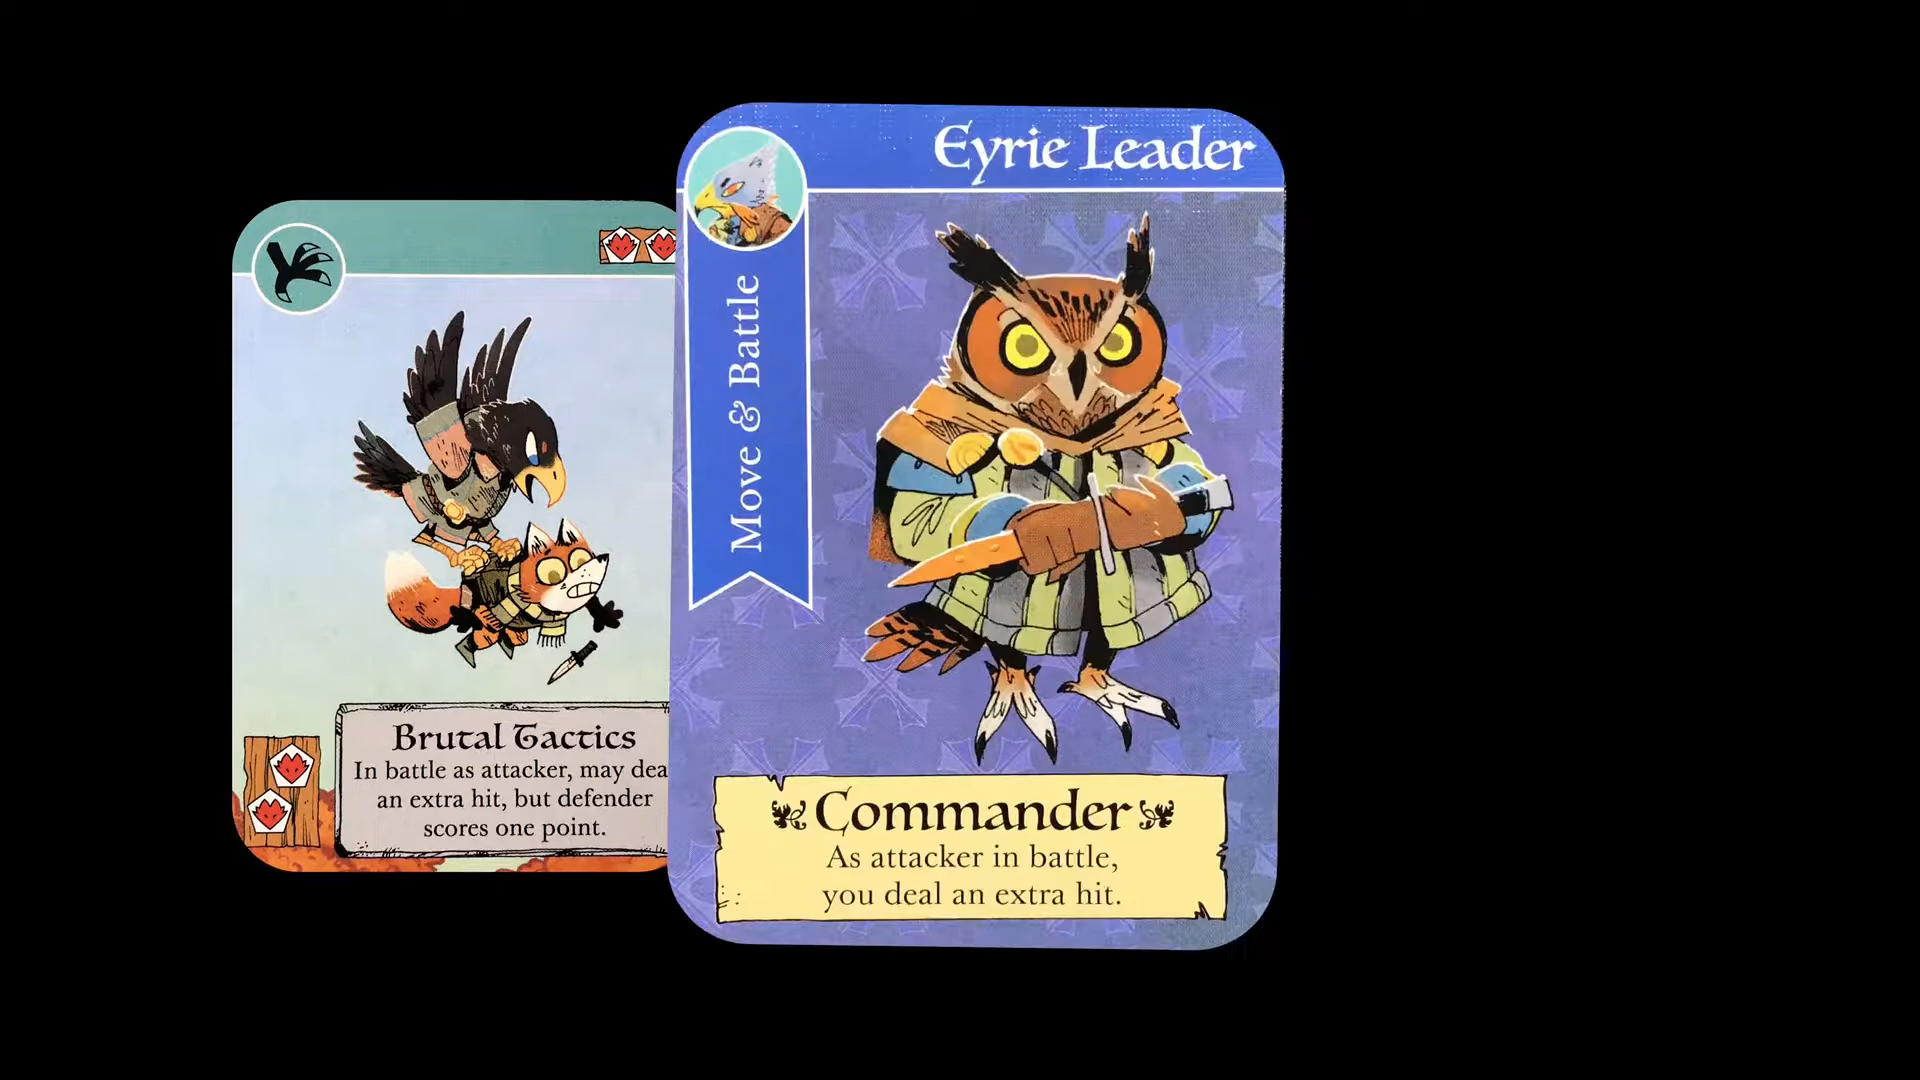 Brutal Tactics
In battle as attacker, may dea
an extra hit, but defender
scores one point.
Eyrie Leader
Move & Battle
Commander
As attacker in battle,
you deal an extra hit.